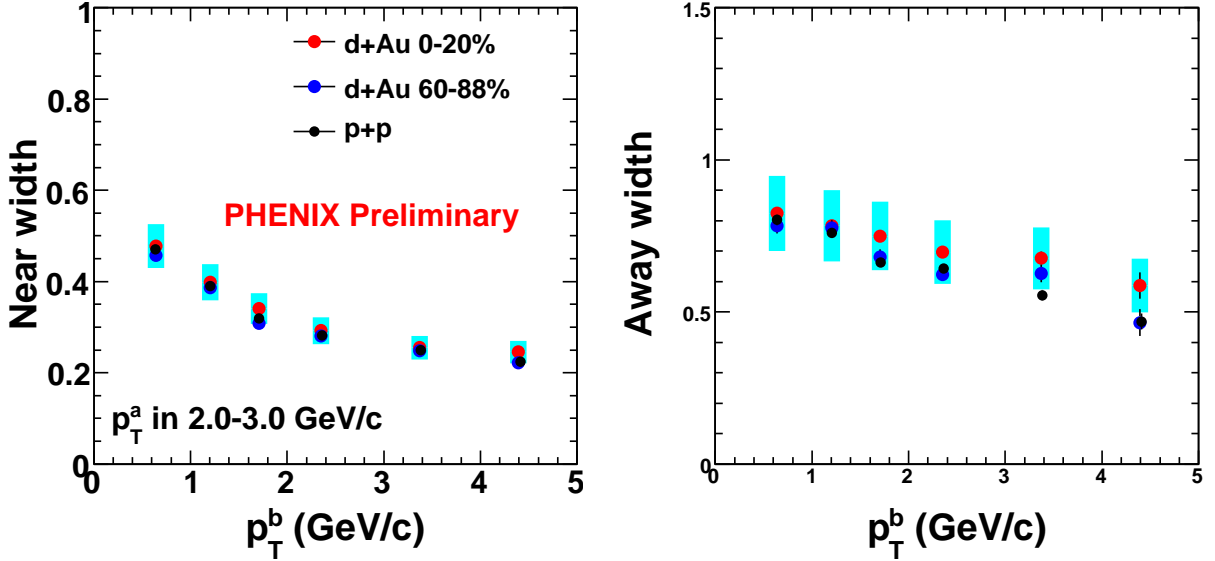 1
0.8
0.6
0.4
0.2
0
Near width
d+Au 0-20%
d+Au 60-88%
p+p
PHENIX Preliminary
p_T^a in 2.0-3.0 GeV/c
0 1 2 3 4 5
p_T^b (GeV/c)
1.5
1
0.5
0
Away width
0 1 2 3 4 5
p_T^b (GeV/c)